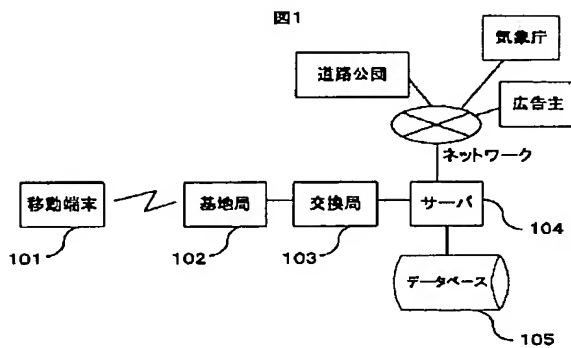 図1
気象庁
道路公団
広告主
ネットワーク
移動端末
基地局
交換局
サーバ
101
102
103
104
データベース
105